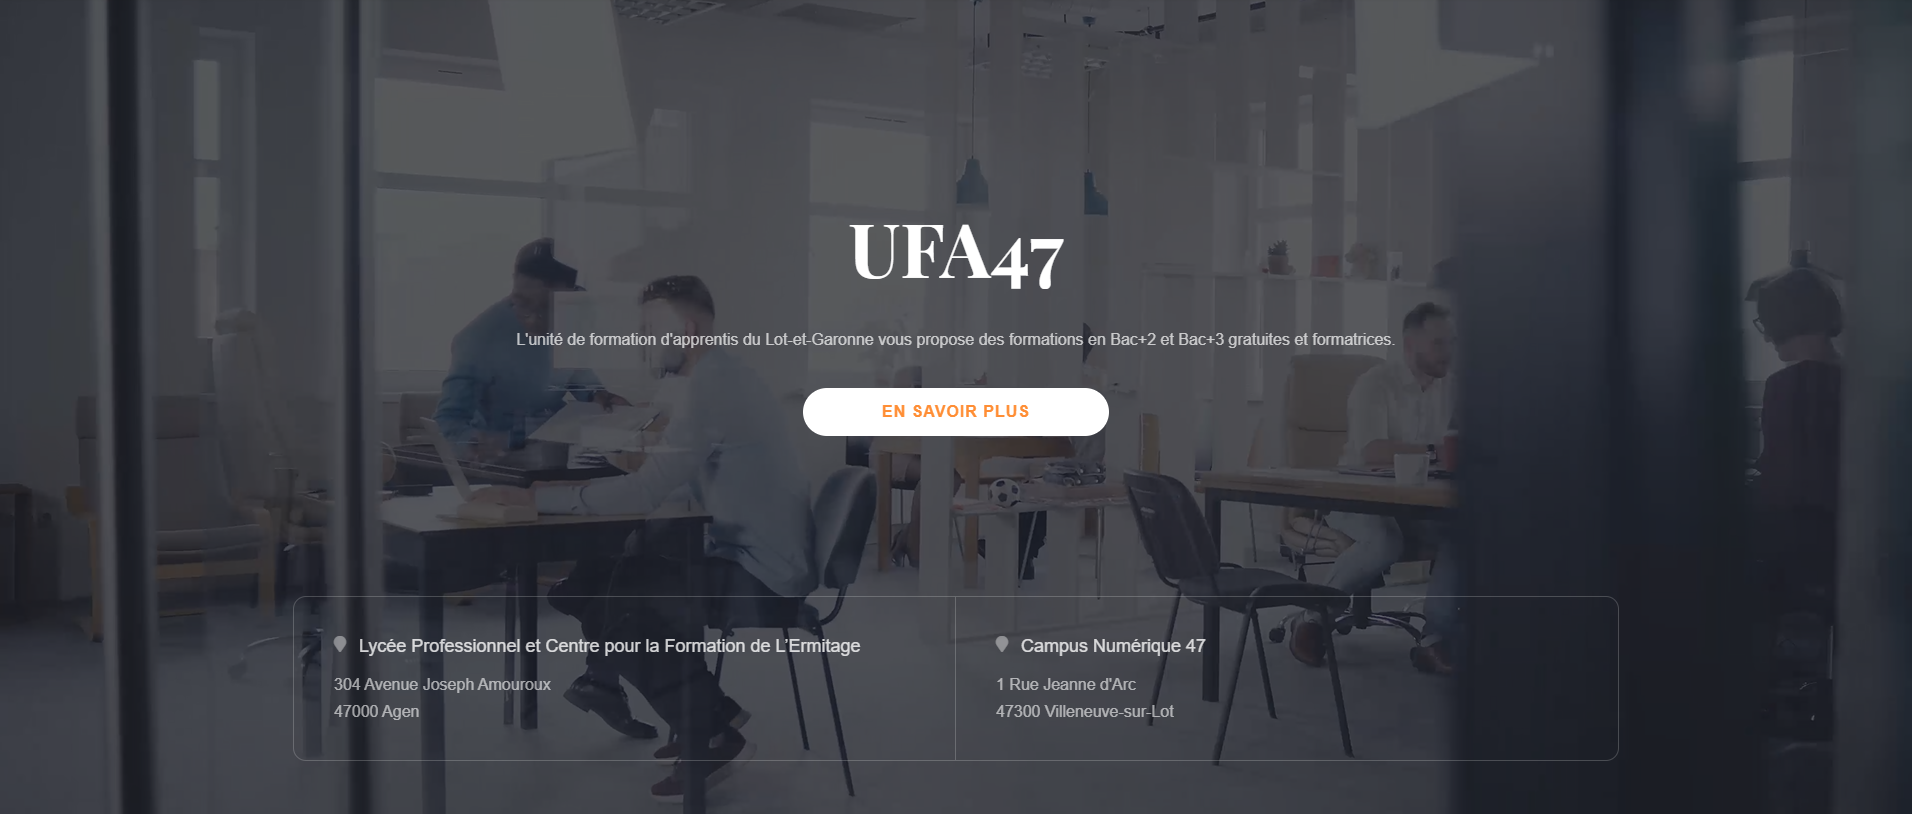 UFA47
L'unité de formation d'apprentis du Lot-et-Garonne vous propose des formations en Bac+2 et Bac+3 gratuites et formatrices.
EN SAVOIR PLUS
Lycée Professionnel et Centre pour la Formation de L’Ermitage
304 Avenue Joseph Amouroux
47000 Agen
Campus Numérique 47
1 Rue Jeanne d'Arc
47300 Villeneuve-sur-Lot